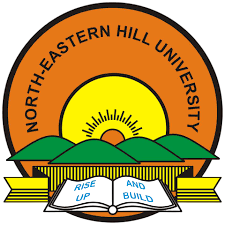 NORTH-EASTERN HILL UNIVERSITY
RISE
UP
AND
BUILD